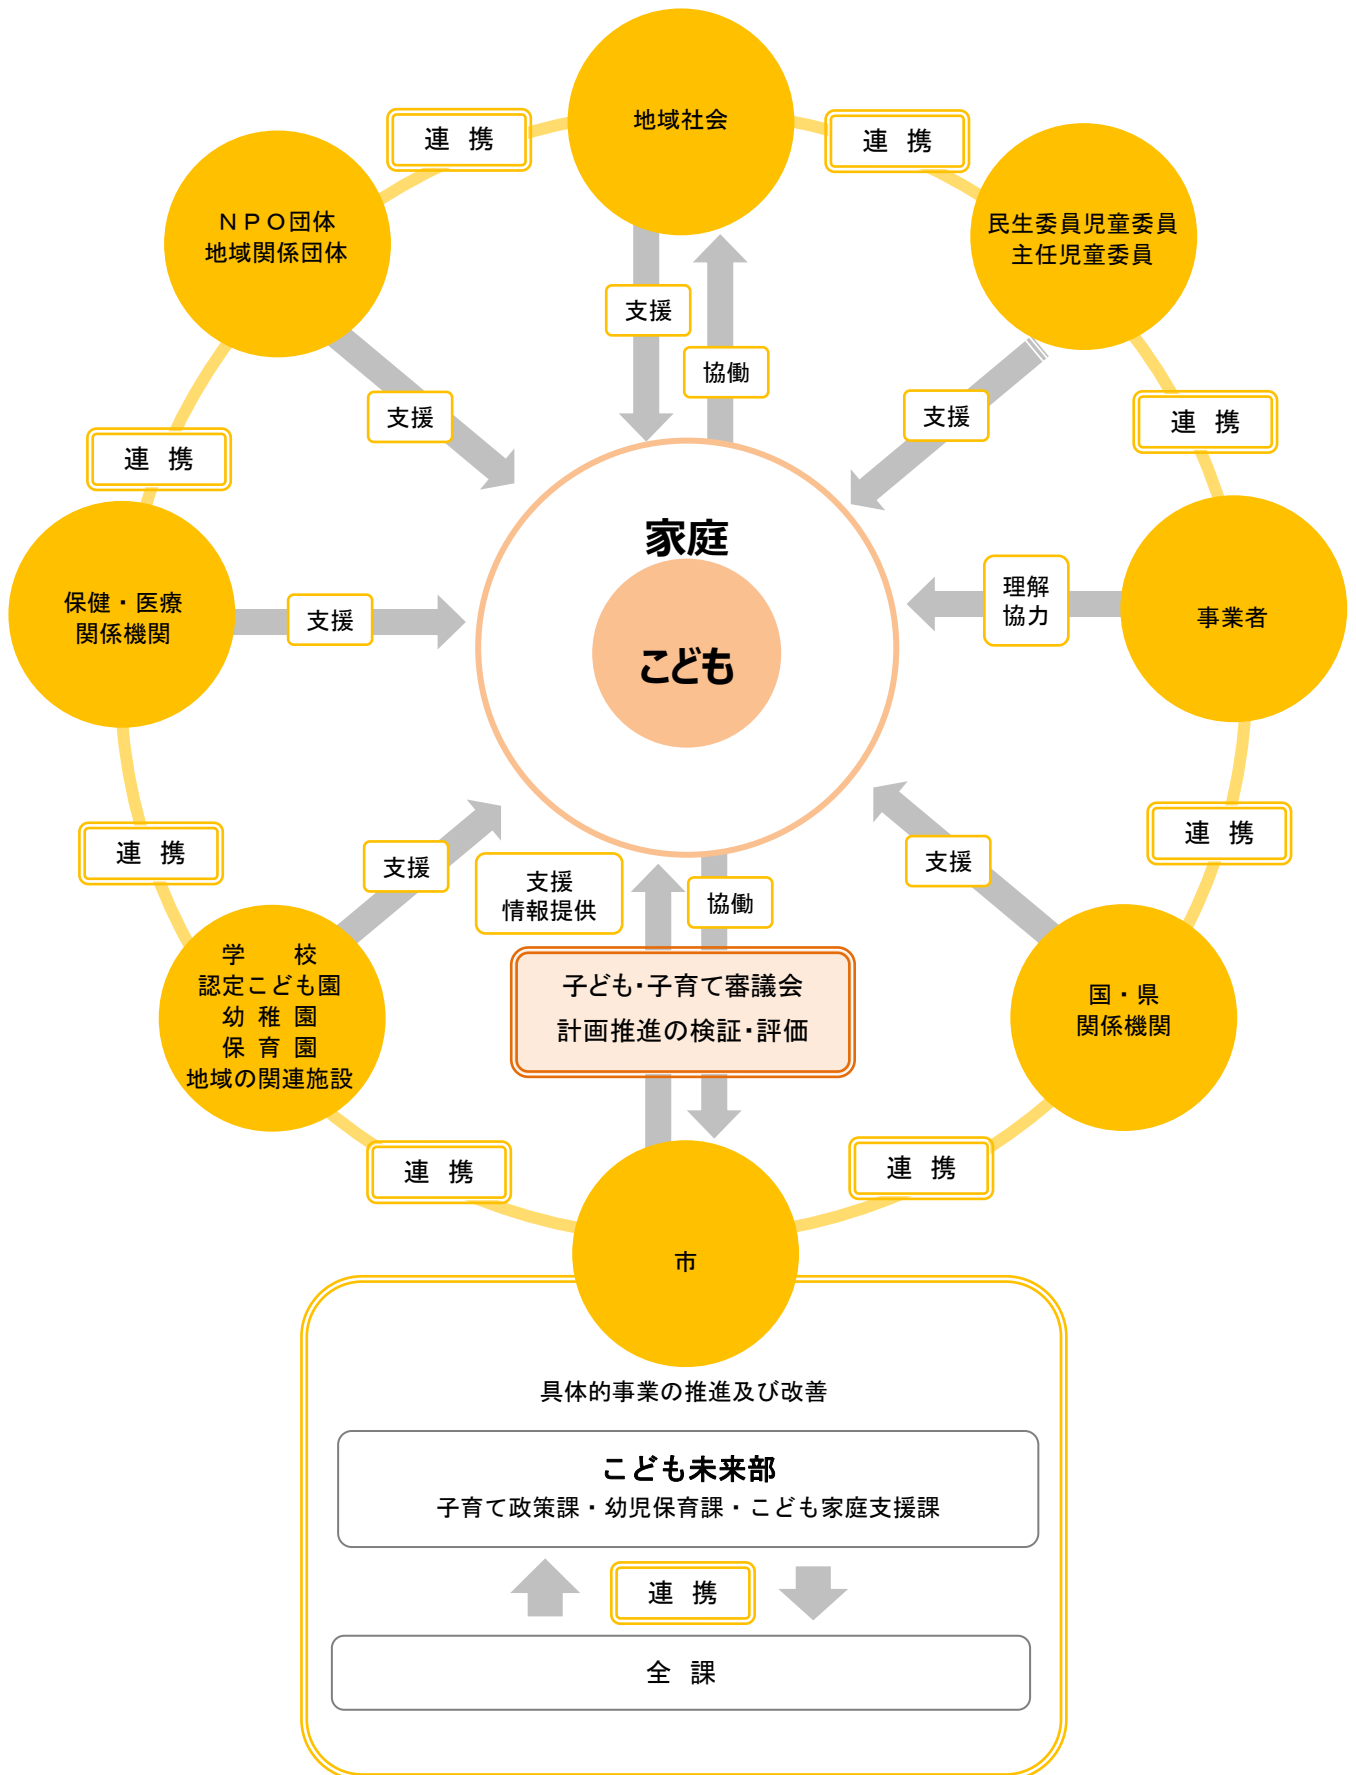 地域社会
連　携
連　携
ＮＰＯ団体
地域関係団体
民生委員児童委員
主任児童委員
支援
協働
支援
支援
連　携
連　携
家庭
こども
保健・医療
関係機関
支援
理解
協力
事業者
連　携
連　携
支援
支援
支援
情報提供
協働
学　　校
認定こども園
幼 稚 園
保 育 園
地域の関連施設
子ども・子育て審議会
計画推進の検証・評価
国・県
関係機関
連　携
連　携
市
具体的事業の推進及び改善
こども未来部
子育て政策課・幼児保育課・こども家庭支援課
連　携
全　課